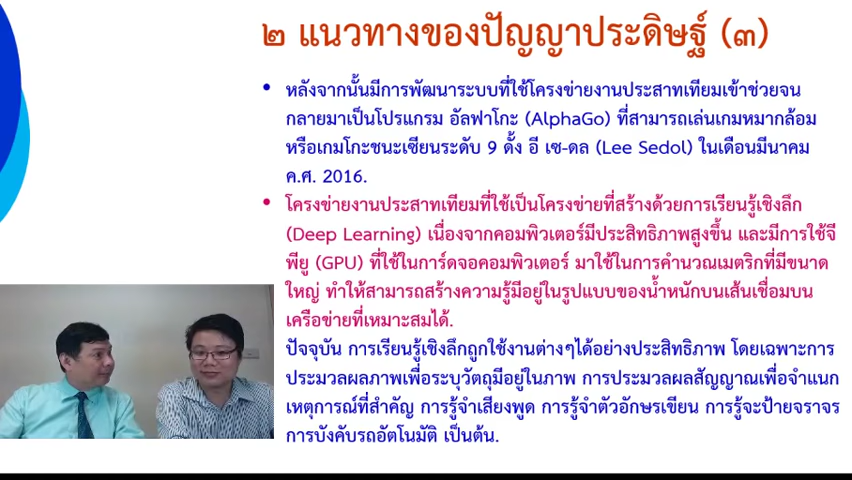 ๒ แนวทางของปัญญาประดิษฐ์ (๓)
• หลังจากนั้นมีการพัฒนาระบบที่ใช้โครงข่ายงานประสาทเทียมเข้าช่วยจน
กลายมาเป็นโปรแกรม อัลฟาโกะ (AlphaGo) ที่สามารถเล่นเกมหมากล้อม
หรือเกมโกะชนะเซียนระดับ 9 ดั้ง อี เซ-ดล (Lee Sedol) ในเดือนมีนาคม
ค.ศ. 2016.
• โครงข่ายงานประสาทเทียมที่ใช้เป็นโครงข่ายที่สร้างด้วยการเรียนรู้เชิงลึก
(Deep Learning) เนื่องจากคอมพิวเตอร์มีประสิทธิภาพสูงขึ้น และมีการใช้จี
พียู (GPU) ที่ใช้ในการ์ดจอคอมพิวเตอร์ มาใช้ในการคำนวณเมตริกที่มีขนาด
ใหญ่ ทำให้สามารถสร้างความรู้มีอยู่ในรูปแบบของน้ำหนักบนเส้นเชื่อมบน
เครือข่ายที่เหมาะสมได้.
ปัจจุบัน การเรียนรู้เชิงลึกถูกใช้งานต่างๆได้อย่างประสิทธิภาพ โดยเฉพาะการ
ประมวลผลภาพเพื่อระบุวัตถุมีอยู่ในภาพ การประมวลผลสัญญาณเพื่อจำแนก
เหตุการณ์ที่สำคัญ การรู้จำเสียงพูด การรู้จำตัวอักษรเขียน การรู้จะป้ายจราจร
การบังคับรถอัตโนมัติ เป็นต้น.